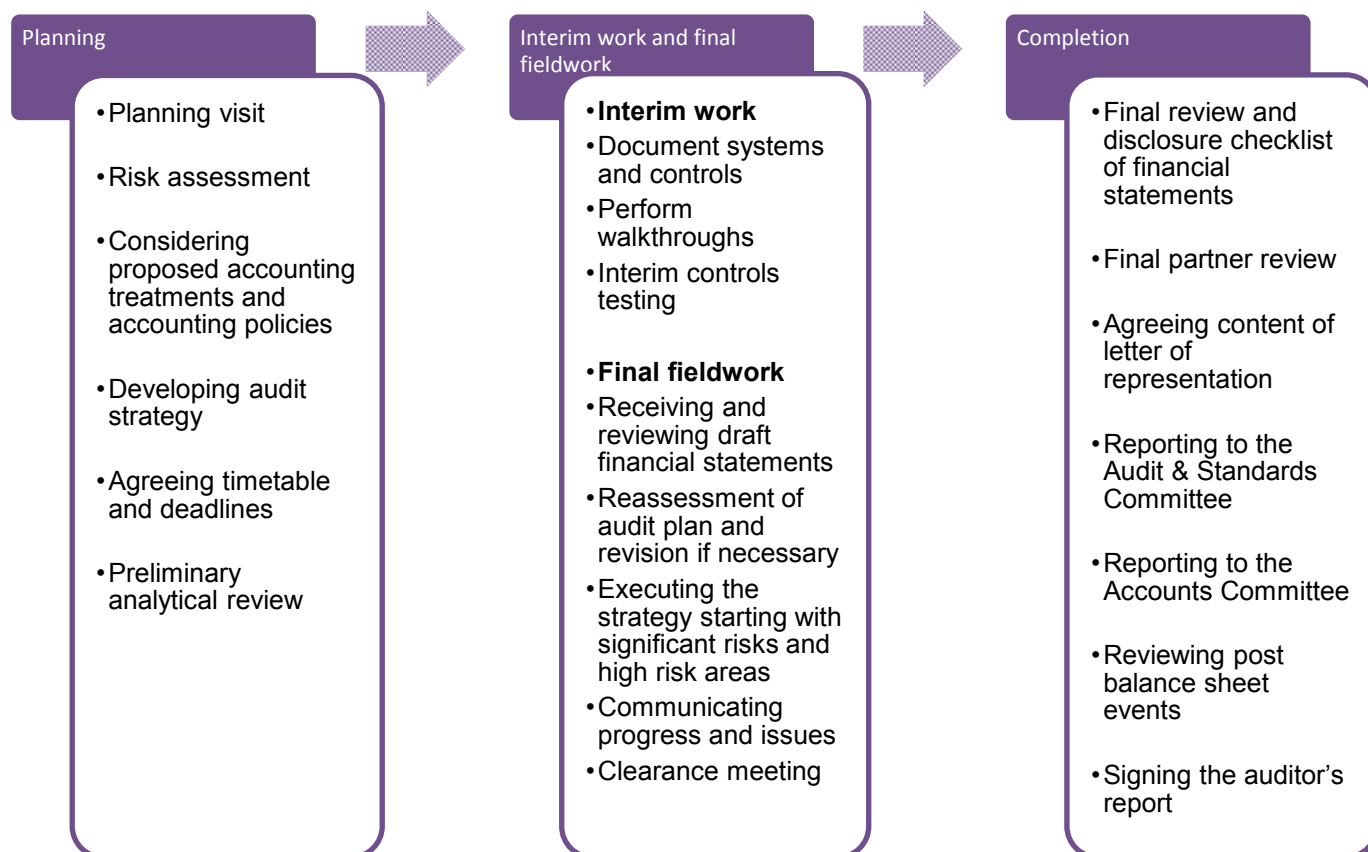 Planning
•Planning visit
•Risk assessment
•Considering
proposed accounting
treatments and
accounting policies
•Developing audit
strategy
•Agreeing timetable
and deadlines
•Preliminary
analytical review
Interim work and final
fieldwork
•Interim work
•Document systems
and controls
•Perform
walkthroughs
•Interim controls
testing
•Final fieldwork
•Receiving and
reviewing draft
financial statements
•Reassessment of
audit plan and
revision if necessary
•Executing the
strategy starting with
significant risks and
high risk areas
•Communicating
progress and issues
•Clearance meeting
Completion
•Final review and
disclosure checklist
of financial
statements
•Final partner review
•Agreeing content of
letter of
representation
•Reporting to the
Audit & Standards
Committee
•Reporting to the
Accounts Committee
•Reviewing post
balance sheet
events
•Signing the auditor's
report